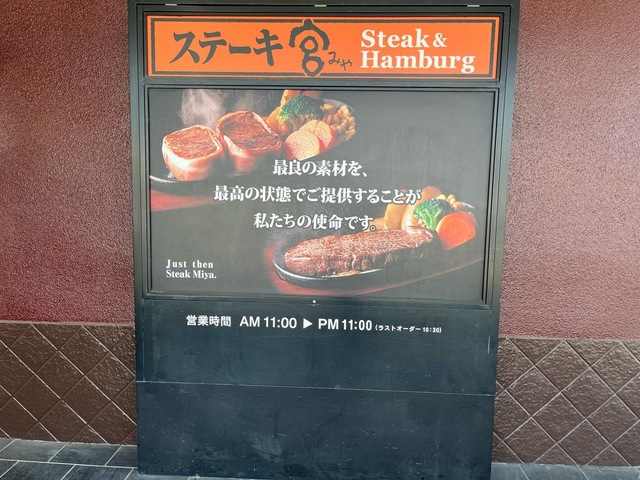 ステーキ宮みや
Steak &
Hamburg
最良の素材を、
最高の状態でご提供することが
私たちの使命です。
Just then
Steak Miya.
営業時間 AM 11:00 ▶ PM 11:00 (ラストオーダー 10:30)